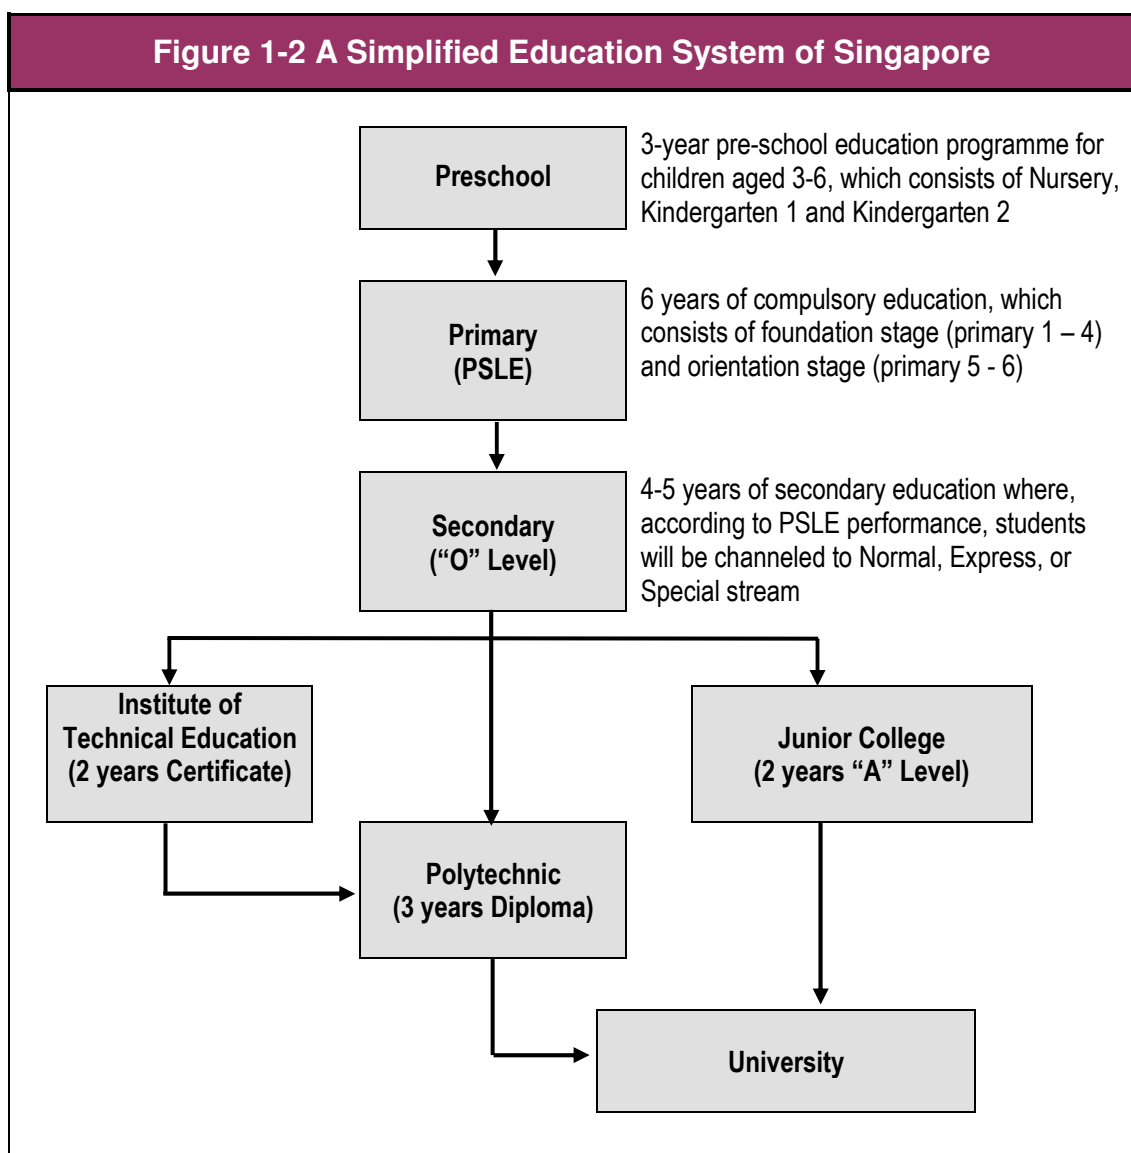 Figure 1-2 A Simplified Education System of Singapore
Preschool
3-year pre-school education programme for
children aged 3-6, which consists of Nursery,
Kindergarten 1 and Kindergarten 2
Primary
(PSLE)
6 years of compulsory education, which
consists of foundation stage (primary 1 – 4)
and orientation stage (primary 5 - 6)
Secondary
(“O” Level)
4-5 years of secondary education where,
according to PSLE performance, students
will be channeled to Normal, Express, or
Special stream
Institute of
Technical Education
(2 years Certificate)
Junior College
(2 years “A” Level)
Polytechnic
(3 years Diploma)
University